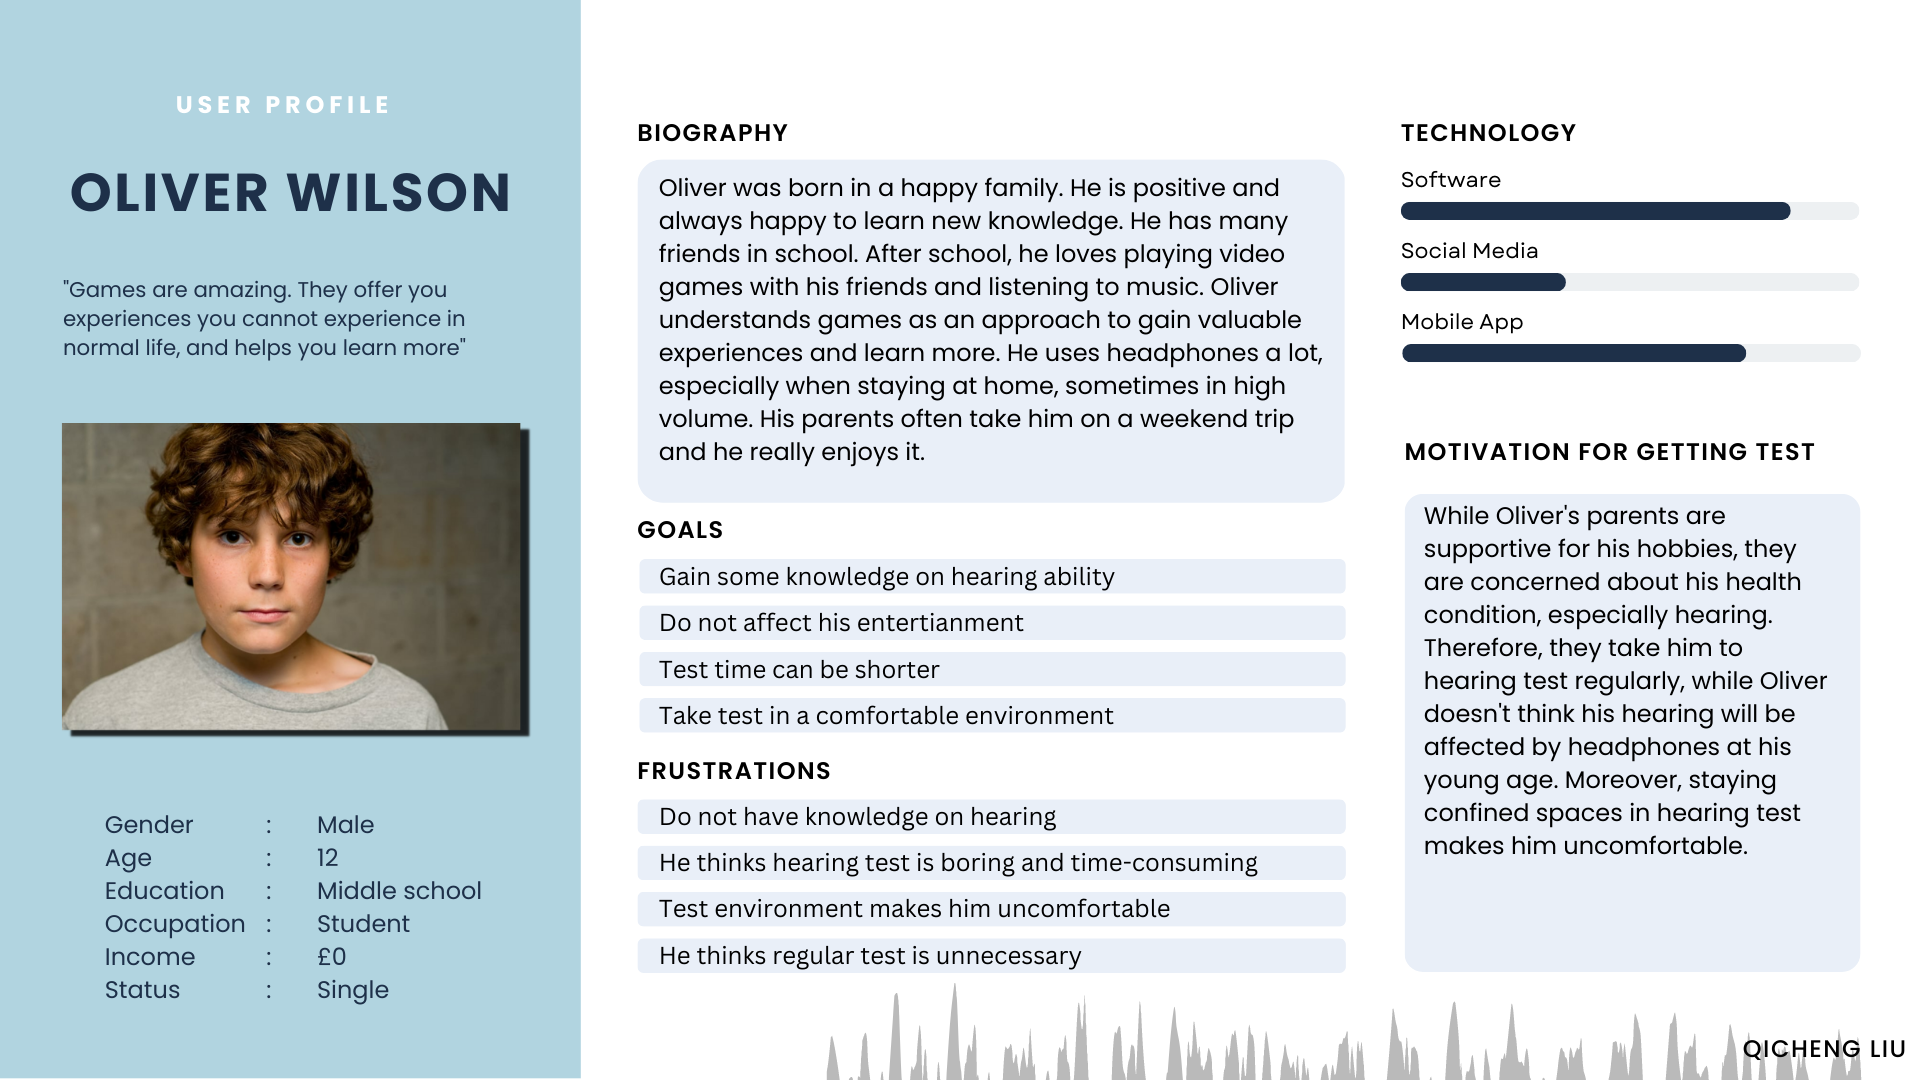 USER PROFILE
OLIVER WILSON
"Games are amazing. They offer you
experiences you cannot experience in
normal life, and helps you learn more"
Gender : Male
Age : 12
Education : Middle school
Occupation : Student
Income : £0
Status : Single
BIOGRAPHY
Oliver was born in a happy family. He is positive and
always happy to learn new knowledge. He has many
friends in school. After school, he loves playing video
games with his friends and listening to music. Oliver
understands games as an approach to gain valuable
experiences and learn more. He uses headphones a lot,
especially when staying at home, sometimes in high
volume. His parents often take him on a weekend trip
and he really enjoys it.
GOALS
Gain some knowledge on hearing ability
Do not affect his entertianment
Test time can be shorter
Take test in a comfortable environment
FRUSTRATIONS
Do not have knowledge on hearing
He thinks hearing test is boring and time-consuming
Test environment makes him uncomfortable
He thinks regular test is unnecessary
TECHNOLOGY
Software
Social Media
Mobile App
MOTIVATION FOR GETTING TEST
While Oliver's parents are
supportive for his hobbies, they
are concerned about his health
condition, especially hearing.
Therefore, they take him to
hearing test regularly, while Oliver
doesn't think his hearing will be
affected by headphones at his
young age. Moreover, staying
confined spaces in hearing test
makes him uncomfortable.
QICHENG LIU